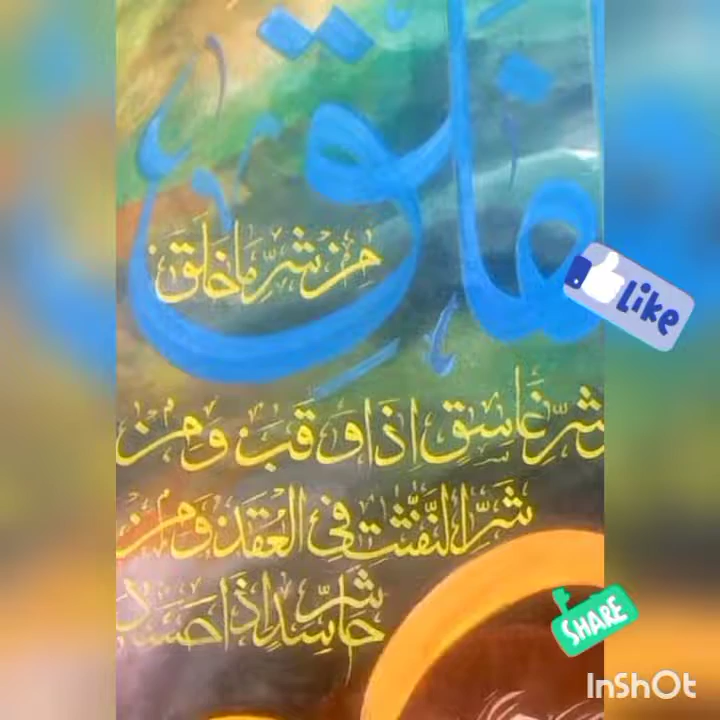 فلق
من شر ما خلق
شر غاسق اذا وقب ومن
شر النفثت فى العقد ومن
شر حاسد اذا حسد
Like
SHARE
InShOt